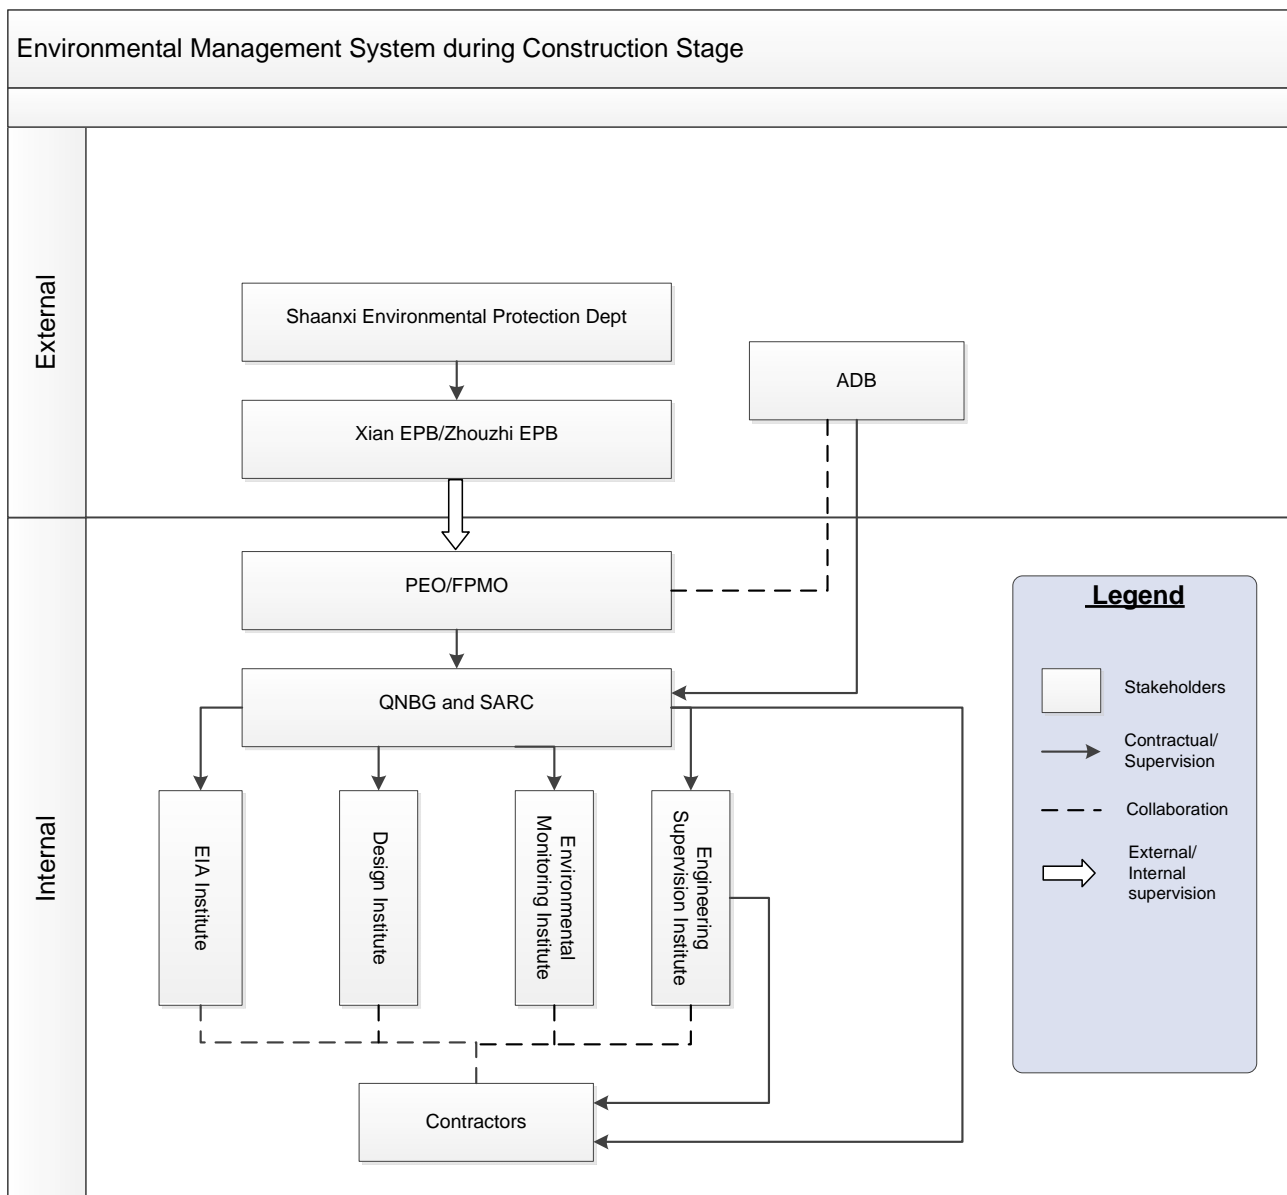 Environmental Management System during Construction Stage
External
Shaanxi Environmental Protection Dept
ADB
Xian EPB/Zhouzhi EPB
Internal
PEO/FPMO
QNBG and SARC
EIA Institute
Design Institute
Environmental
Monitoring Institute
Engineering
Supervision Institute
Contractors
Legend
Stakeholders
Contractual/
Supervision
Collaboration
External/
Internal
supervision